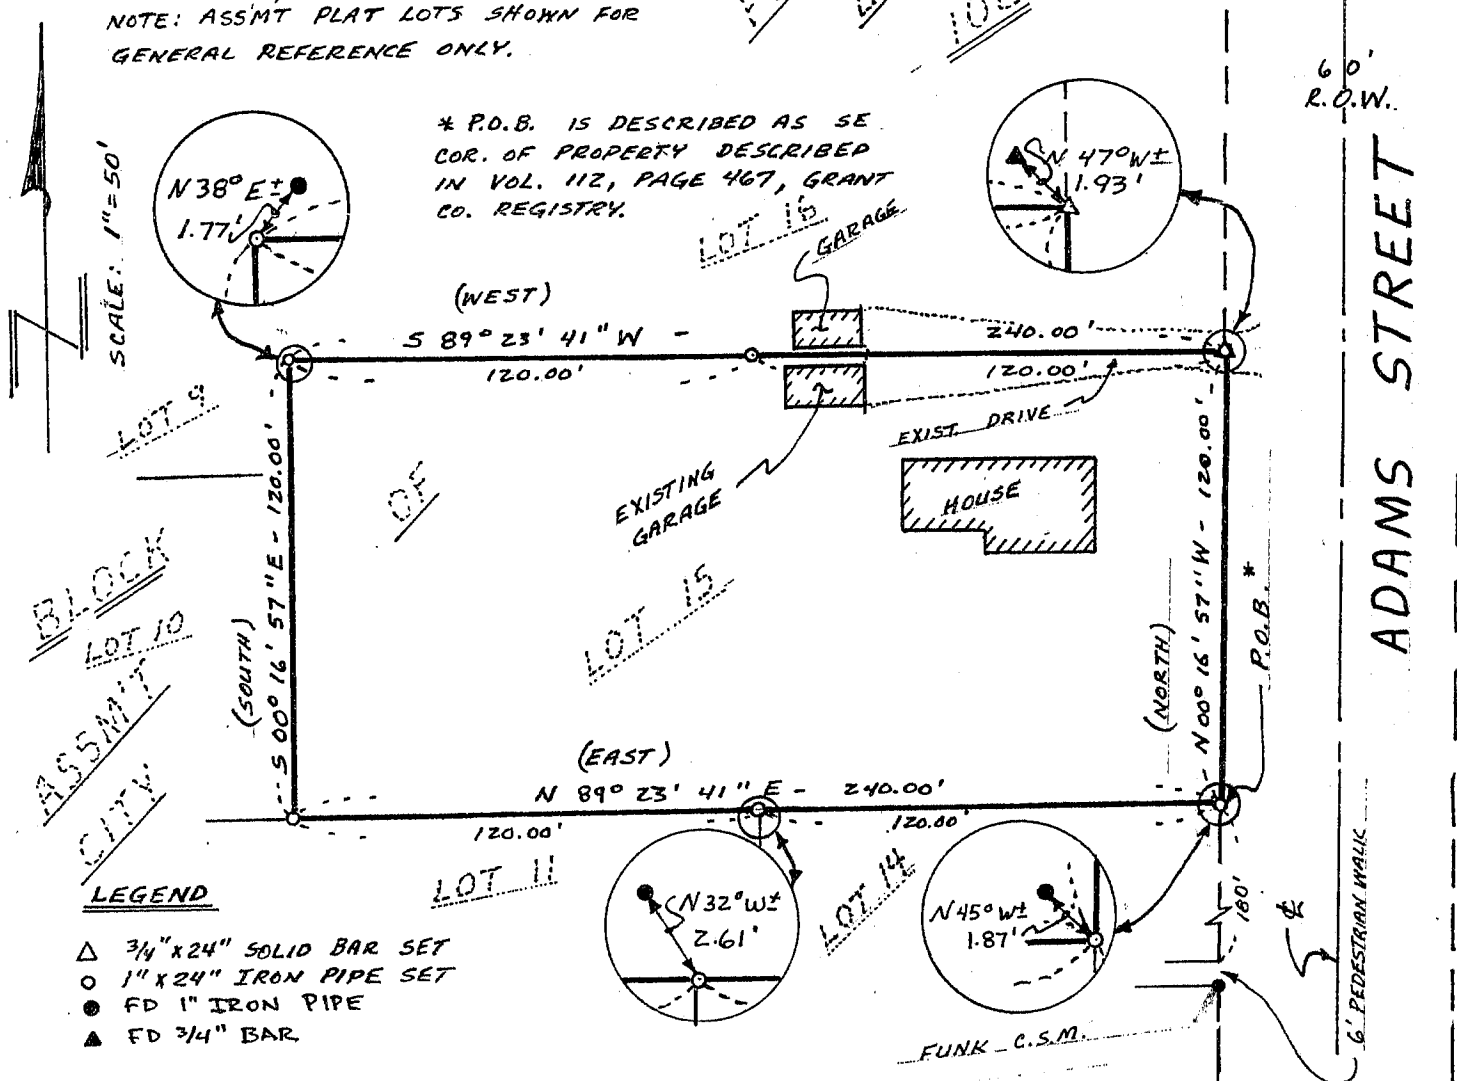 NOTE: ASS'MT PLAT LOTS SHOWN FOR
GENERAL REFERENCE ONLY.
60'
R.O.W.
* P.O.B. IS DESCRIBED AS SE
COR. OF PROPERTY DESCRIBED
IN VOL. 112, PAGE 467, GRANT
CO. REGISTRY.
SCALE: 1"=50'
N 38° E±
1.77'
N 47° W±
1.93'
LOT 16
GARAGE
(WEST)
S 89° 23' 41" W -
240.00'
120.00'
120.00'
EXIST. DRIVE
ADAMS STREET
LOT 9
OF
EXISTING
GARAGE
HOUSE
S 00° 16' 57" E - 120.00'
(SOUTH)
N 00° 16' 57" W - 120.00'
(NORTH)
P.O.B. *
BLOCK
LOT 10
ASSM'T
CITY
LOT 15
(EAST)
N 89° 23' 41" E - 240.00'
120.00'
120.00'
LOT 11
LOT 14
N 32° W±
2.61'
N 45° W±
1.87'
180'
℄
6' PEDESTRIAN WALK
FUNK C.S.M.
LEGEND
△ 3/4" x 24" SOLID BAR SET
○ 1" x 24" IRON PIPE SET
● FD 1" IRON PIPE
▲ FD 3/4" BAR